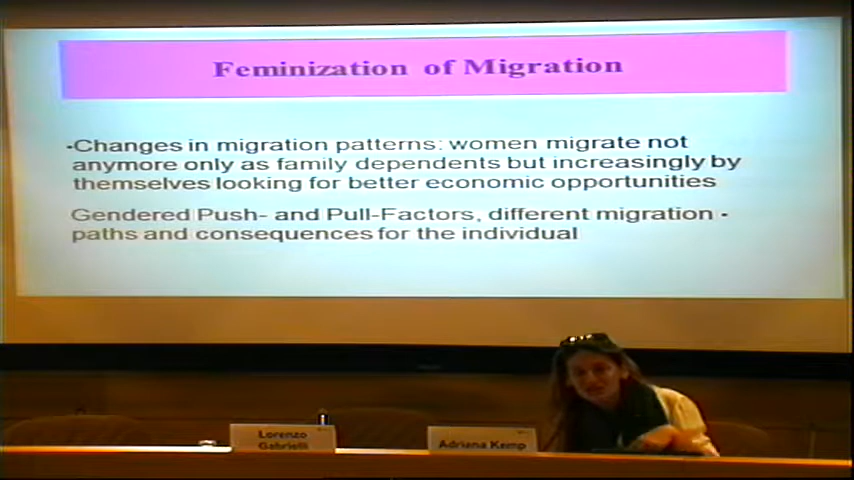 Feminization of Migration
•Changes in migration patterns: women migrate not
anymore only as family dependents but increasingly by
themselves looking for better economic opportunities
Gendered Push- and Pull-Factors, different migration •
paths and consequences for the individual
Lorenzo
Gabrielli
Adriana Kemp